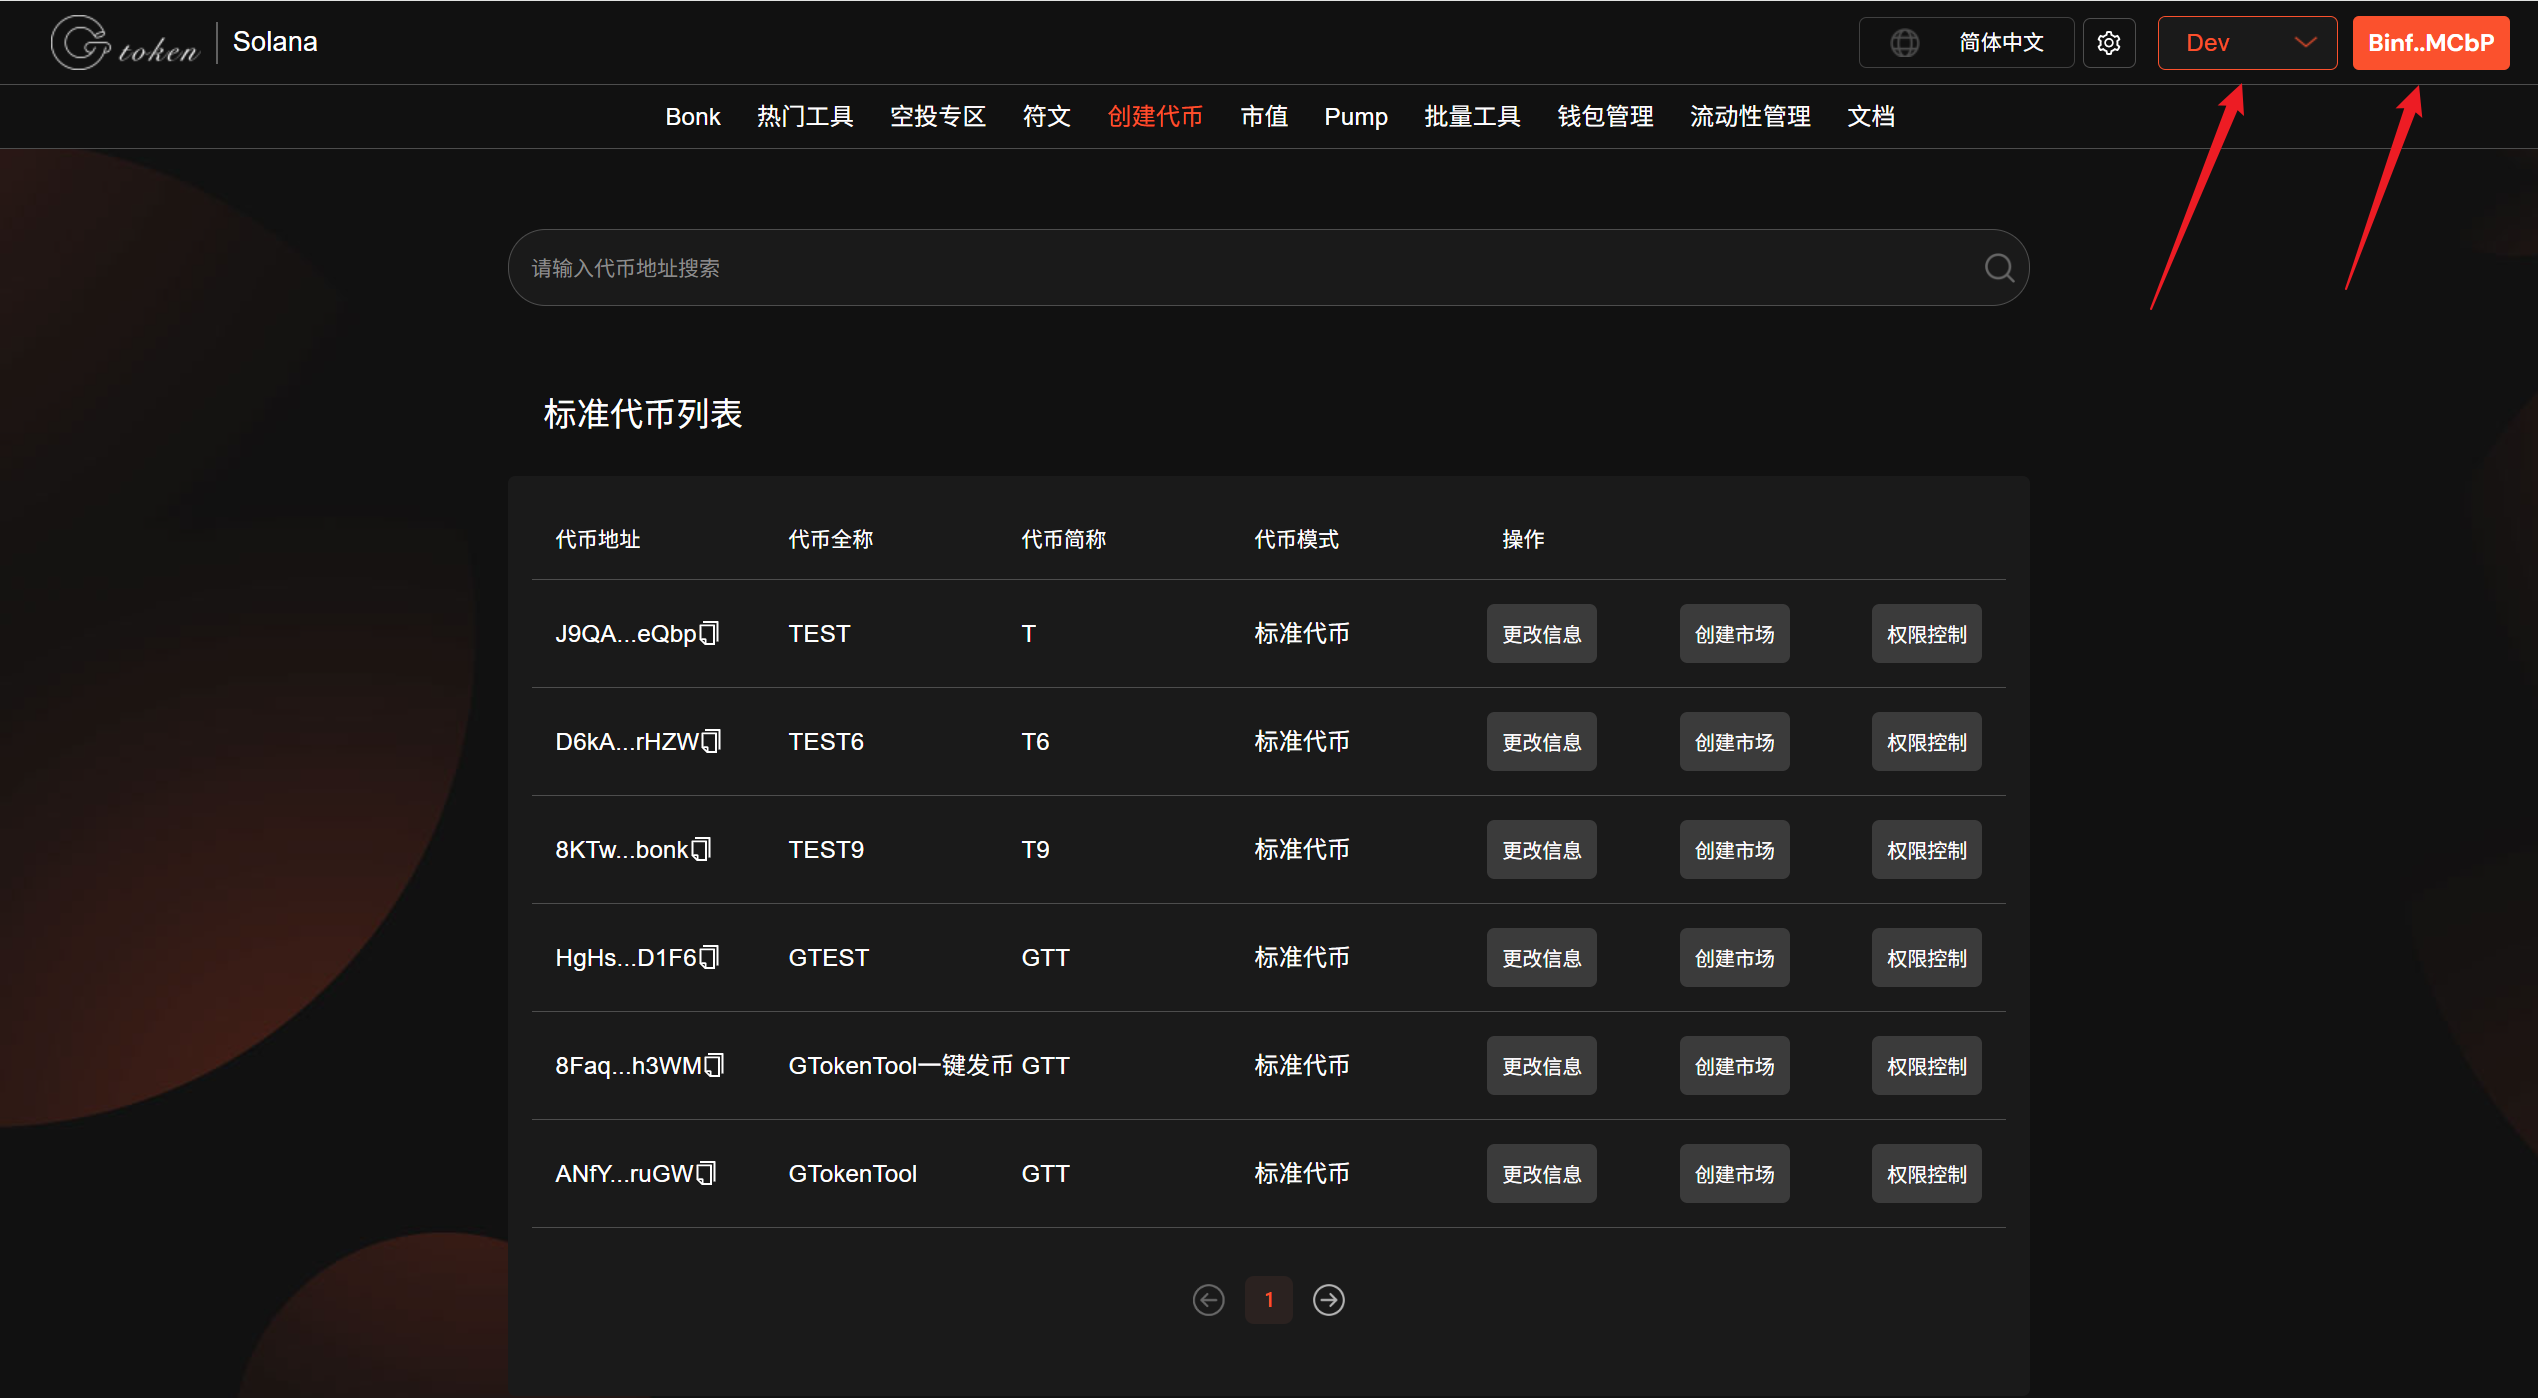 G token Solana 简体中文 Dev Binf..MCbP
Bonk 热门工具 空投专区 符文 创建代币 市值 Pump 批量工具 钱包管理 流动性管理 文档
请输入代币地址搜索
标准代币列表
代币地址 代币全称 代币简称 代币模式 操作
J9QA...eQbp TEST T 标准代币 更改信息 创建市场 权限控制
D6kA...rHZW TEST6 T6 标准代币 更改信息 创建市场 权限控制
8KTw...bonk TEST9 T9 标准代币 更改信息 创建市场 权限控制
HgHs...D1F6 GTEST GTT 标准代币 更改信息 创建市场 权限控制
8Faq...h3WM GTokenTool一键发币 GTT 标准代币 更改信息 创建市场 权限控制
ANfY...ruGW GTokenTool GTT 标准代币 更改信息 创建市场 权限控制
1